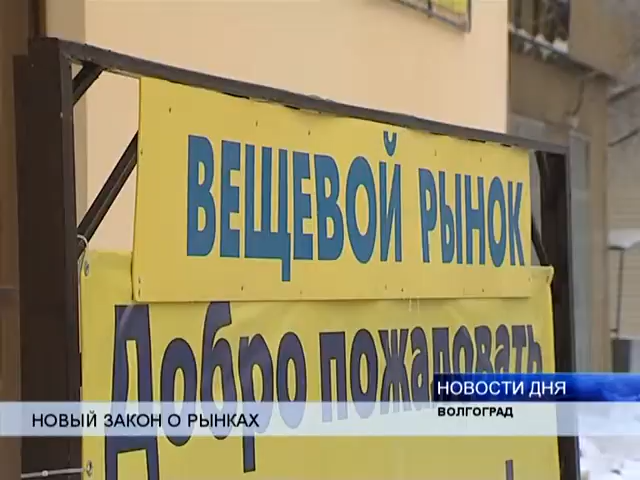 ВЕЩЕВОЙ РЫНОК
Добро пожаловать
НОВОСТИ ДНЯ
ВОЛГОГРАД
НОВЫЙ ЗАКОН О РЫНКАХ